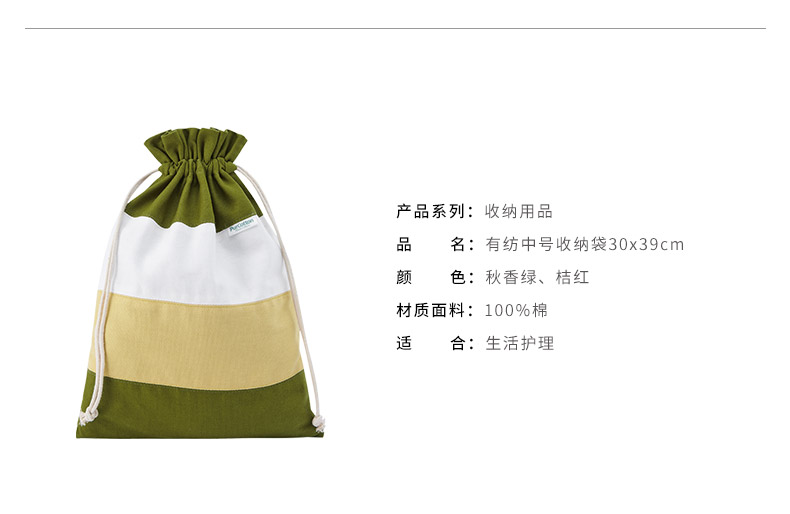 PurCotton
产品系列：收纳用品
品 名：有纺中号收纳袋30x39cm
颜 色：秋香绿、桔红
材质面料：100%棉
适 合：生活护理